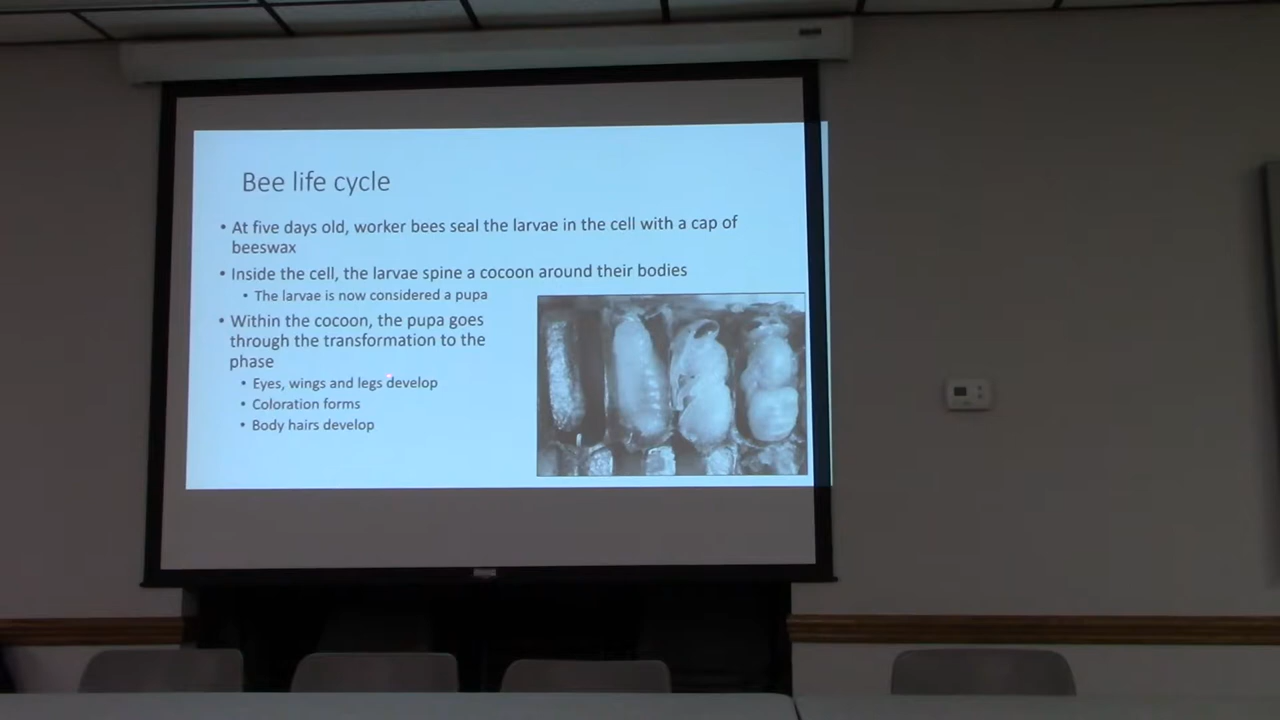 Bee life cycle
• At five days old, worker bees seal the larvae in the cell with a cap of
beeswax
• Inside the cell, the larvae spine a cocoon around their bodies
• The larvae is now considered a pupa
• Within the cocoon, the pupa goes
through the transformation to the
phase
• Eyes, wings and legs develop
• Coloration forms
• Body hairs develop